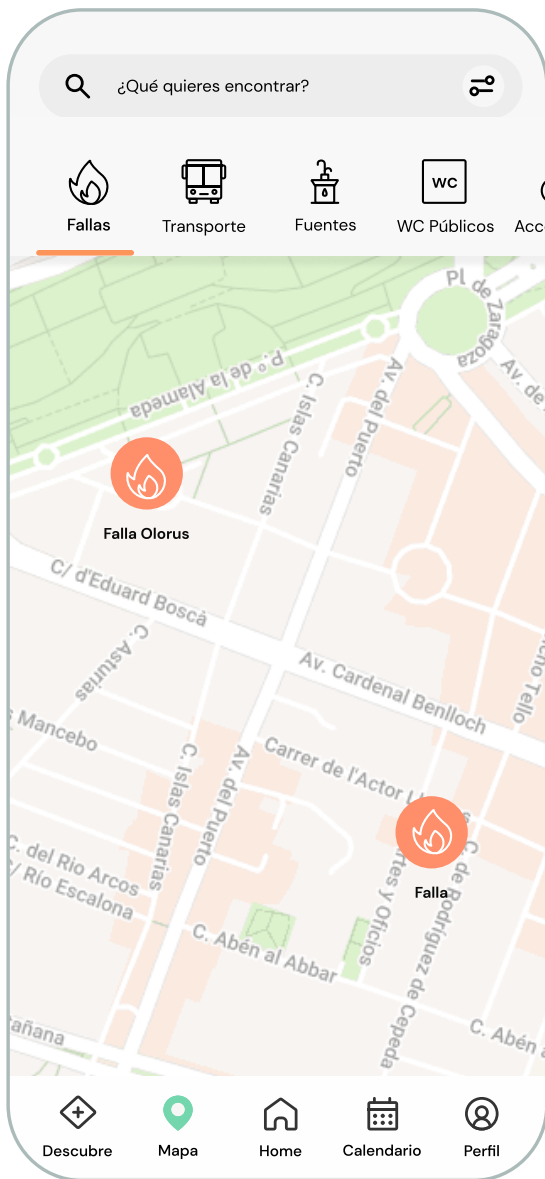 ¿Qué quieres encontrar?
WC
Fallas
Transporte
Fuentes
WC Públicos
Pl. de Zaragoza
P.º de la Alameda
Av. de
C. Islas Canarias
Av. del Puerto
Falla Olorus
C/ d'Eduard Boscà
C. Asturias
Av. Cardenal Benlloch
Tello
Mancebo
Carrer de l'Actor
C. Islas Canarias
Av. del Puerto
C. del Rio Arcos
C/ Río Escalona
Falla
y Oficios
C. de Rodríguez de Cepeda
C. Abén al Abbar
C. Abén
Descubre
Mapa
Home
Calendario
Perfil